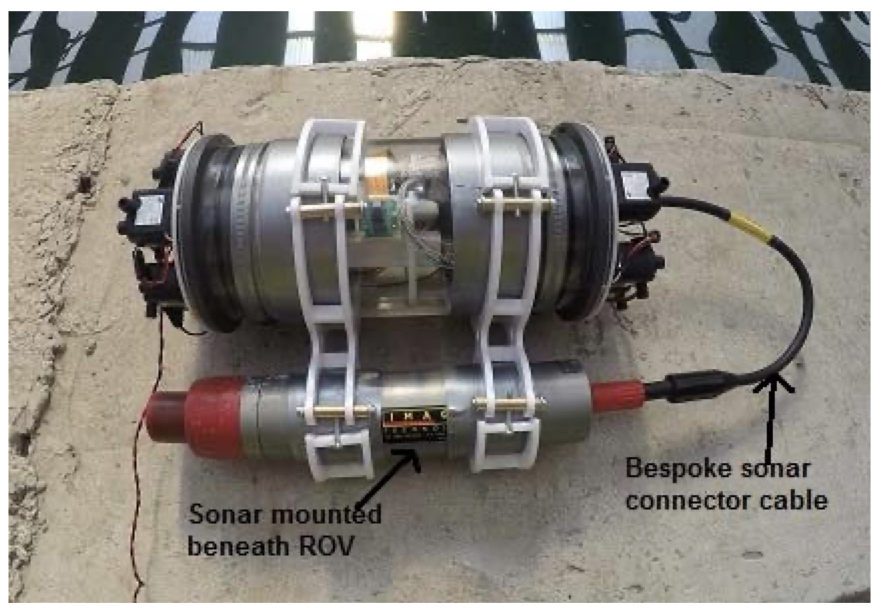 IMAG
Sonar mounted
beneath ROV
Bespoke sonar
connector cable